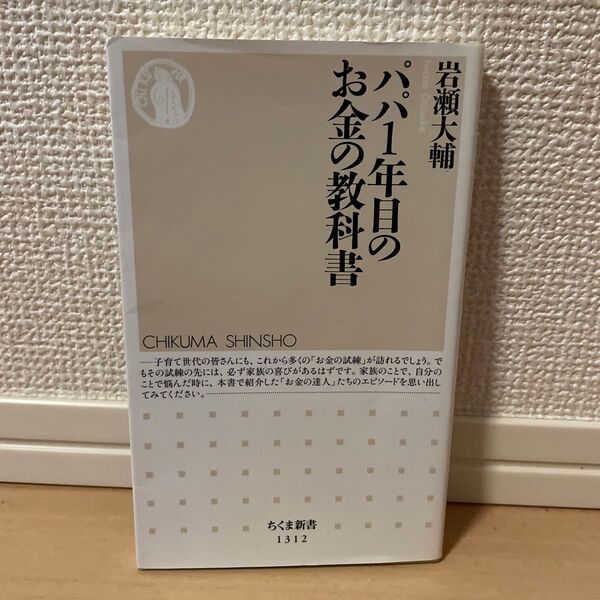 岩瀬大輔
Iwase Daisuke
パパ1年目の
お金の教科書
CHIKUMA SHINSHO
……子育て世代の皆さんにも、これから多くの「お金の試練」が訪れるでしょう。で
もその試練の先には、必ず家族の喜びがあるはずです。家族のことで、自分の
ことで悩んだ時に、本書で紹介した「お金の達人」たちのエピソードを思い出し
てみてください。……
ちくま新書
1312